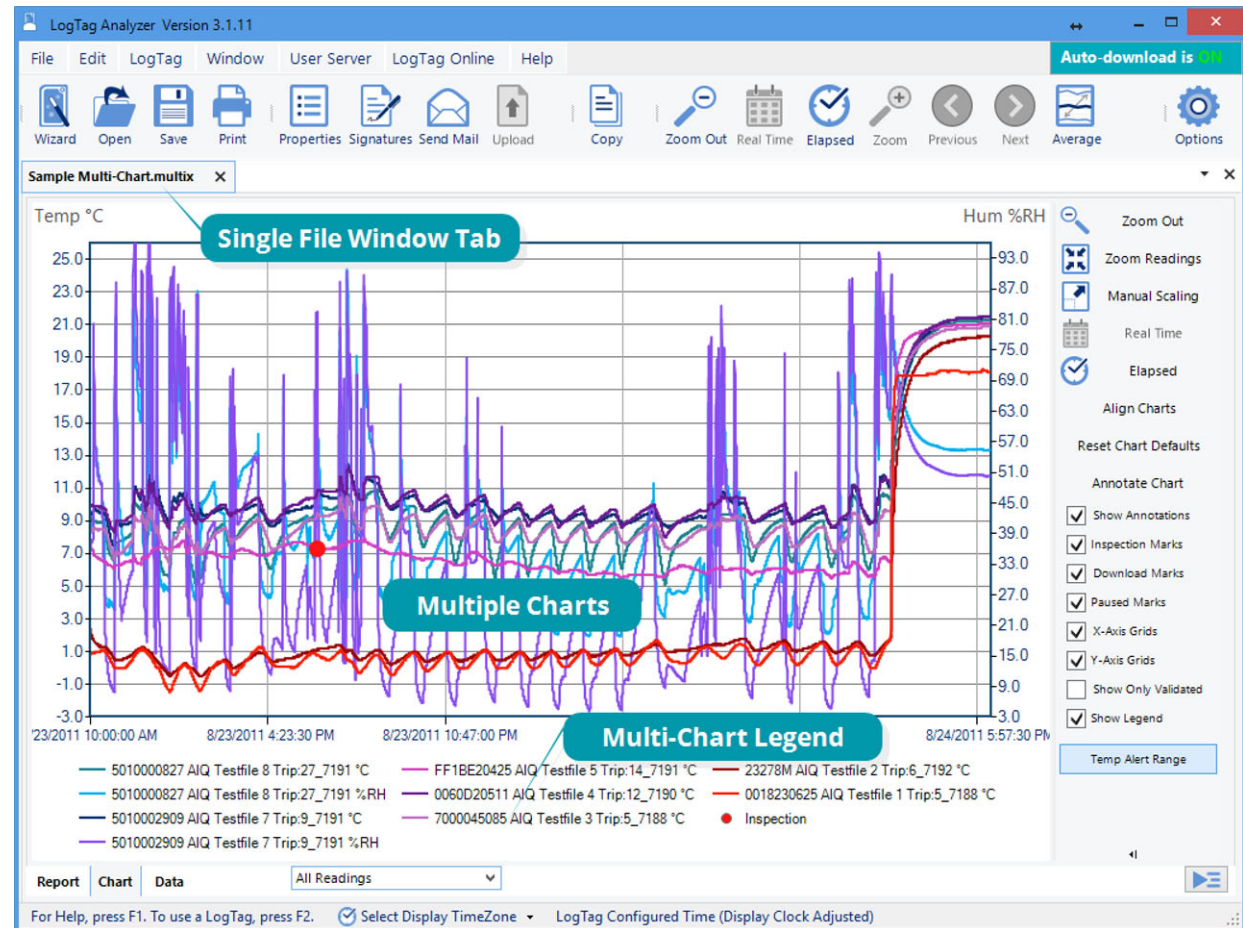 LogTag Analyzer Version 3.1.11
File Edit LogTag Window User Server LogTag Online Help
Auto-download is ON
Wizard Open Save Print Properties Signatures Send Mail Upload Copy Zoom Out Real Time Elapsed Zoom Previous Next Average Options
Sample Multi-Chart.multix
Temp °C
Hum %RH
Single File Window Tab
25.0
23.0
21.0
19.0
17.0
15.0
13.0
11.0
9.0
7.0
5.0
3.0
1.0
-1.0
-3.0
93.0
87.0
81.0
75.0
69.0
63.0
57.0
51.0
45.0
39.0
33.0
27.0
21.0
15.0
9.0
3.0
Multiple Charts
Multi-Chart Legend
'23/2011 10:00:00 AM 8/23/2011 4:23:30 PM 8/23/2011 10:47:00 PM 8/24/2011 5:57:30 PM
5010000827 AIQ Testfile 8 Trip:27_7191 °C
5010000827 AIQ Testfile 8 Trip:27_7191 %RH
5010002909 AIQ Testfile 7 Trip:9_7191 °C
5010002909 AIQ Testfile 7 Trip:9_7191 %RH
FF1BE20425 AIQ Testfile 5 Trip:14_7191 °C
0060D20511 AIQ Testfile 4 Trip:12_7190 °C
7000045085 AIQ Testfile 3 Trip:5_7188 °C
23278M AIQ Testfile 2 Trip:6_7192 °C
0018230625 AIQ Testfile 1 Trip:5_7188 °C
Inspection
Zoom Out
Zoom Readings
Manual Scaling
Real Time
Elapsed
Align Charts
Reset Chart Defaults
Annotate Chart
Show Annotations
Inspection Marks
Download Marks
Paused Marks
X-Axis Grids
Y-Axis Grids
Show Only Validated
Show Legend
Temp Alert Range
Report Chart Data
All Readings
For Help, press F1. To use a LogTag, press F2. Select Display TimeZone LogTag Configured Time (Display Clock Adjusted)